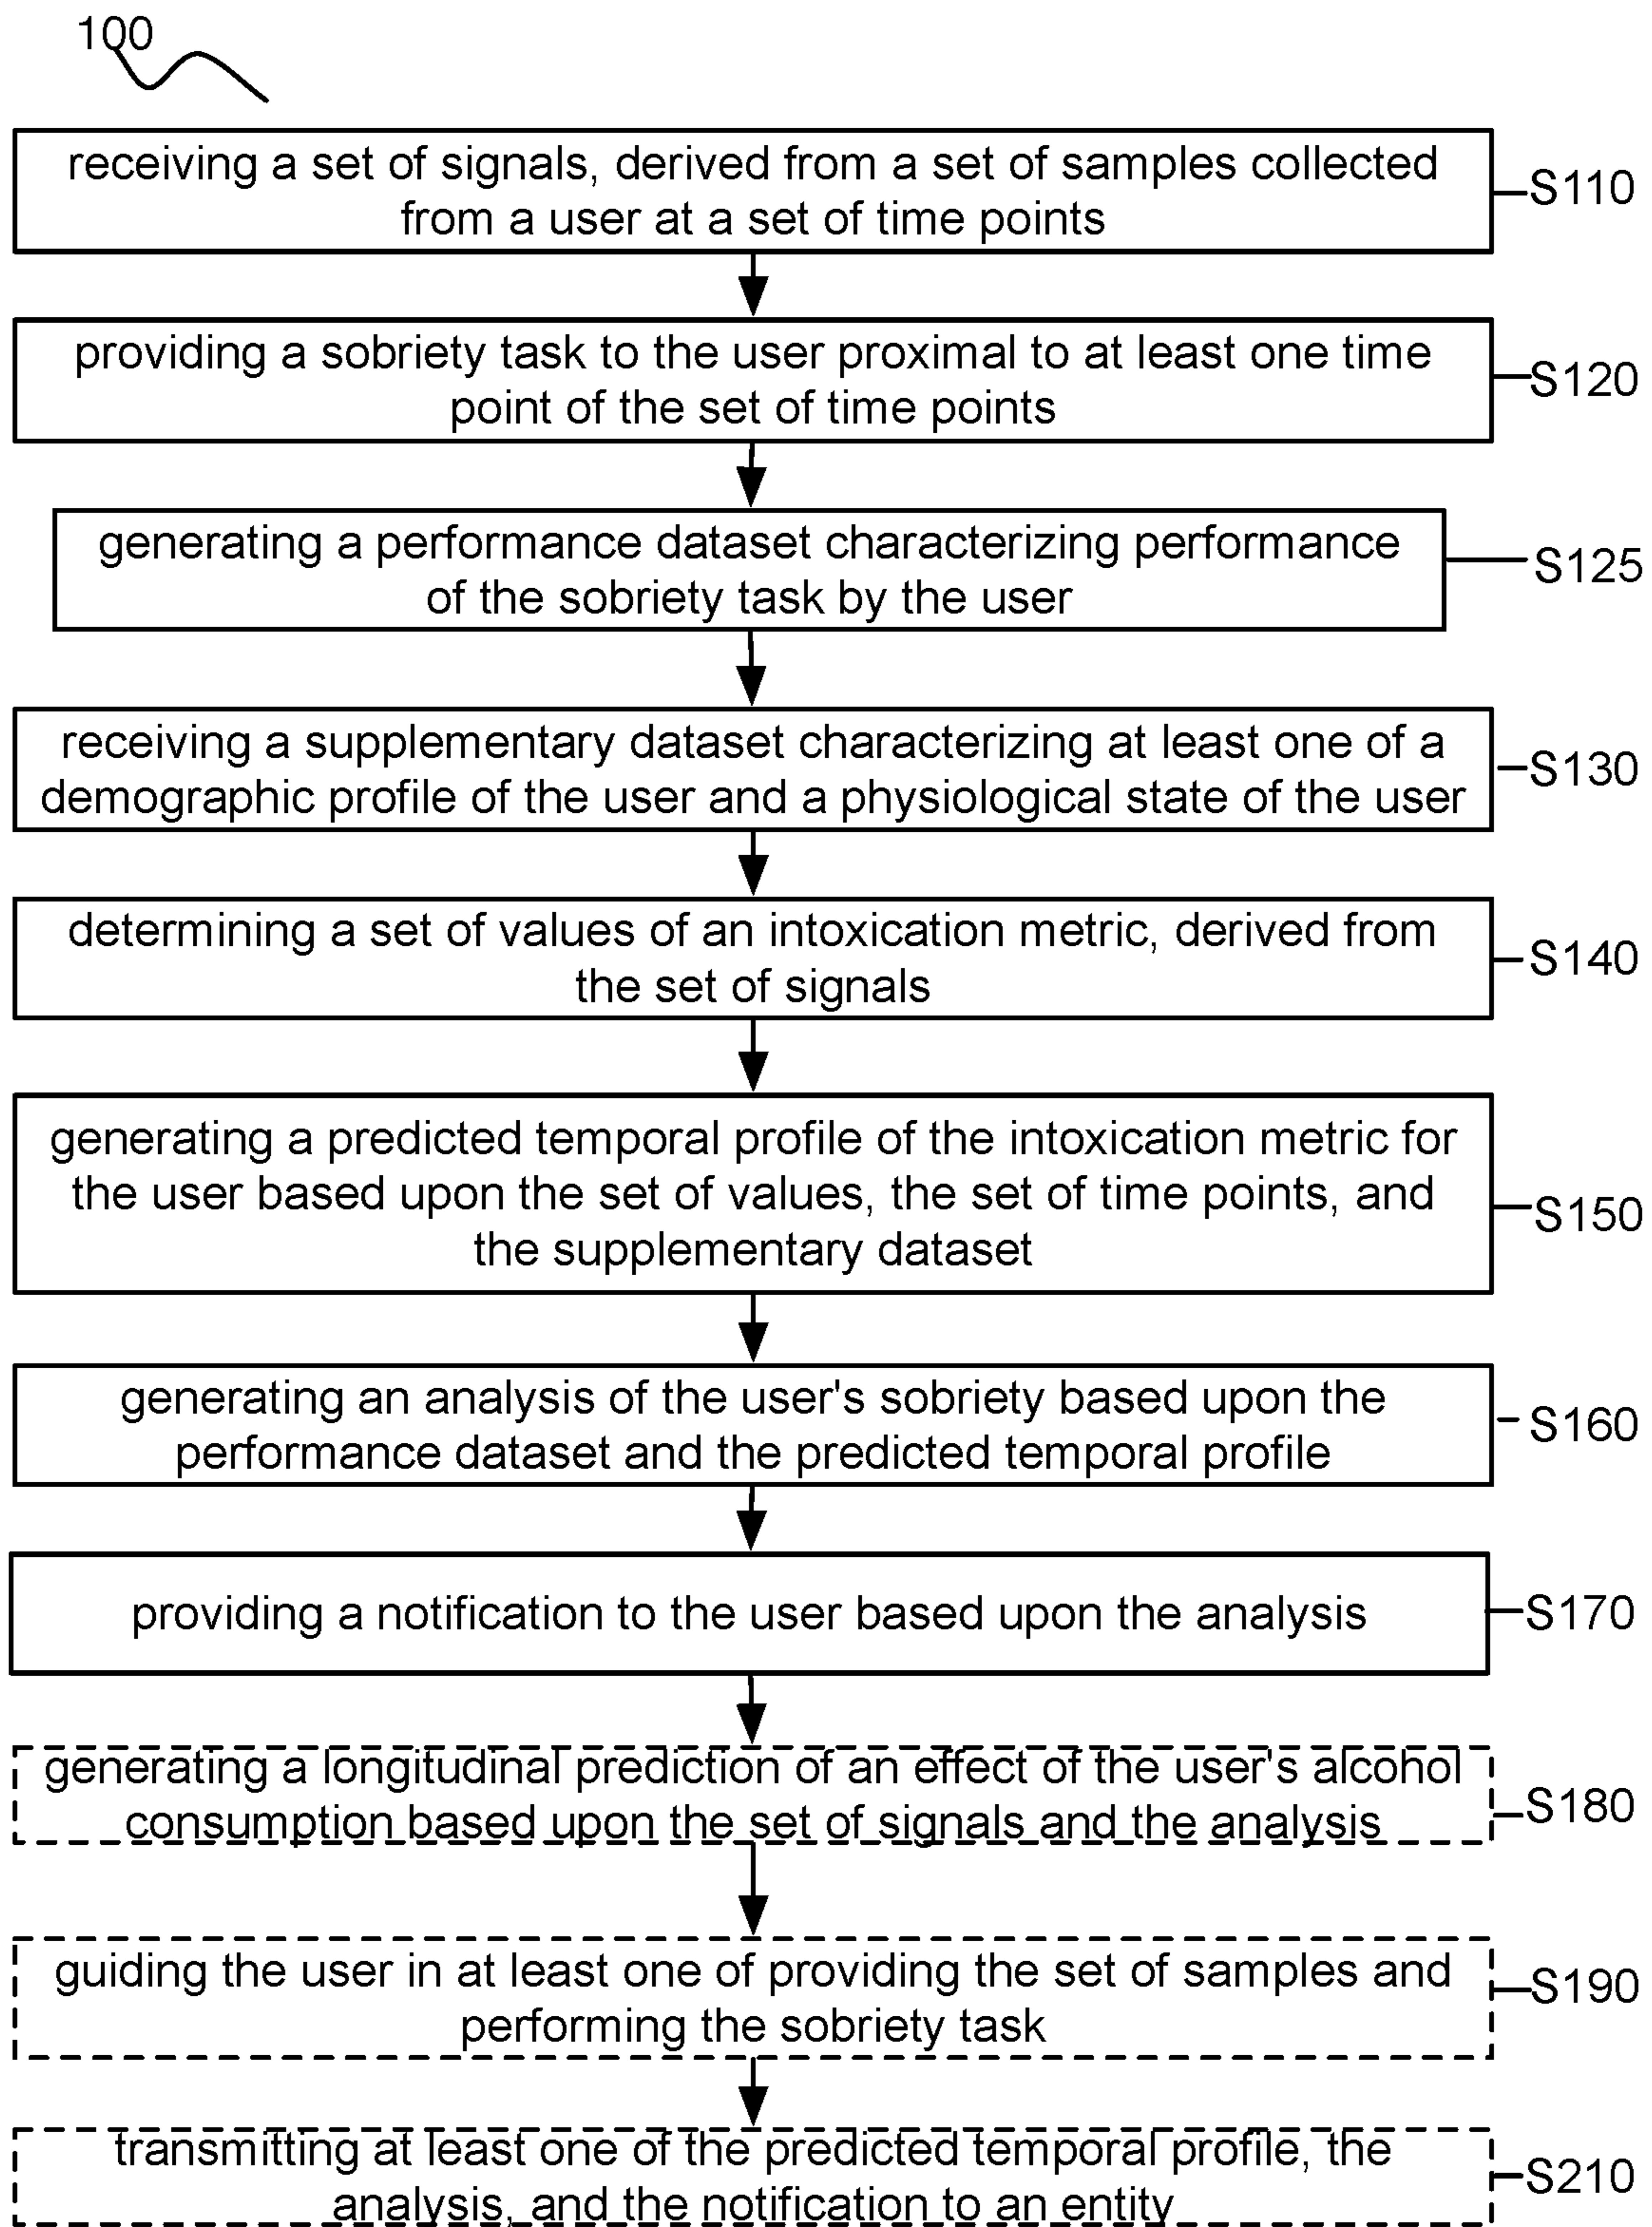 100
receiving a set of signals, derived from a set of samples collected
from a user at a set of time points
S110
providing a sobriety task to the user proximal to at least one time
point of the set of time points
S120
generating a performance dataset characterizing performance
of the sobriety task by the user
S125
receiving a supplementary dataset characterizing at least one of a
demographic profile of the user and a physiological state of the user
S130
determining a set of values of an intoxication metric, derived from
the set of signals
S140
generating a predicted temporal profile of the intoxication metric for
the user based upon the set of values, the set of time points, and
the supplementary dataset
S150
generating an analysis of the user's sobriety based upon the
performance dataset and the predicted temporal profile
S160
providing a notification to the user based upon the analysis
S170
generating a longitudinal prediction of an effect of the user's alcohol
consumption based upon the set of signals and the analysis
S180
guiding the user in at least one of providing the set of samples and
performing the sobriety task
S190
transmitting at least one of the predicted temporal profile, the
analysis, and the notification to an entity
S210